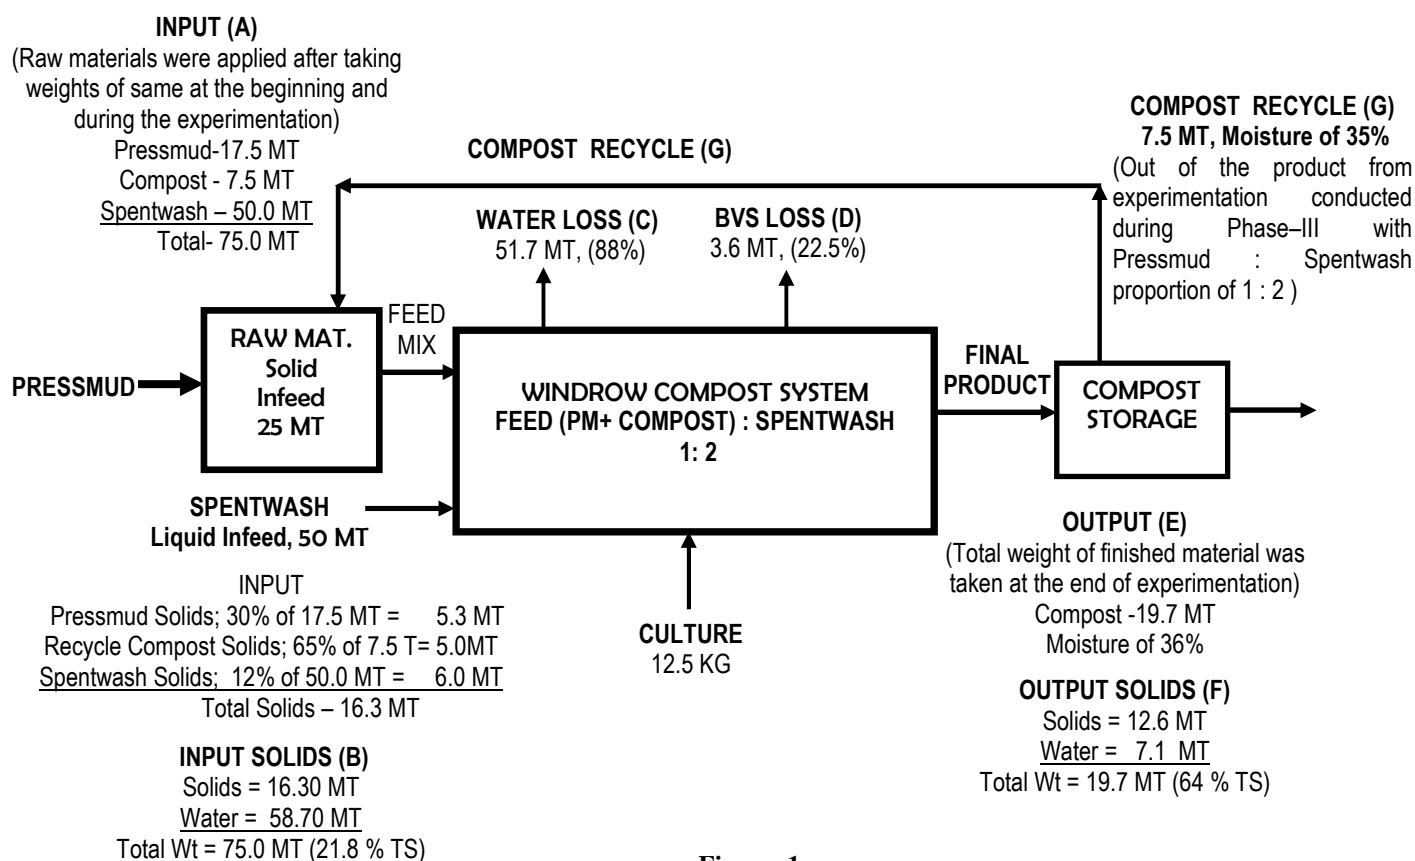 INPUT (A)
(Raw materials were applied after taking
weights of same at the beginning and
during the experimentation)
Pressmud-17.5 MT
Compost - 7.5 MT
Spentwash – 50.0 MT
Total- 75.0 MT
COMPOST RECYCLE (G)
COMPOST RECYCLE (G)
7.5 MT, Moisture of 35%
(Out of the product from
experimentation conducted
during Phase–III with
Pressmud : Spentwash
proportion of 1 : 2 )
WATER LOSS (C)
51.7 MT, (88%)
BVS LOSS (D)
3.6 MT, (22.5%)
PRESSMUD
RAW MAT.
Solid
Infeed
25 MT
FEED
MIX
WINDROW COMPOST SYSTEM
FEED (PM+ COMPOST) : SPENTWASH
1: 2
FINAL
PRODUCT
COMPOST
STORAGE
SPENTWASH
Liquid Infeed, 50 MT
CULTURE
12.5 KG
INPUT
Pressmud Solids; 30% of 17.5 MT = 5.3 MT
Recycle Compost Solids; 65% of 7.5 T= 5.0MT
Spentwash Solids; 12% of 50.0 MT = 6.0 MT
Total Solids – 16.3 MT
INPUT SOLIDS (B)
Solids = 16.30 MT
Water = 58.70 MT
Total Wt = 75.0 MT (21.8 % TS)
OUTPUT (E)
(Total weight of finished material was
taken at the end of experimentation)
Compost -19.7 MT
Moisture of 36%
OUTPUT SOLIDS (F)
Solids = 12.6 MT
Water = 7.1 MT
Total Wt = 19.7 MT (64 % TS)